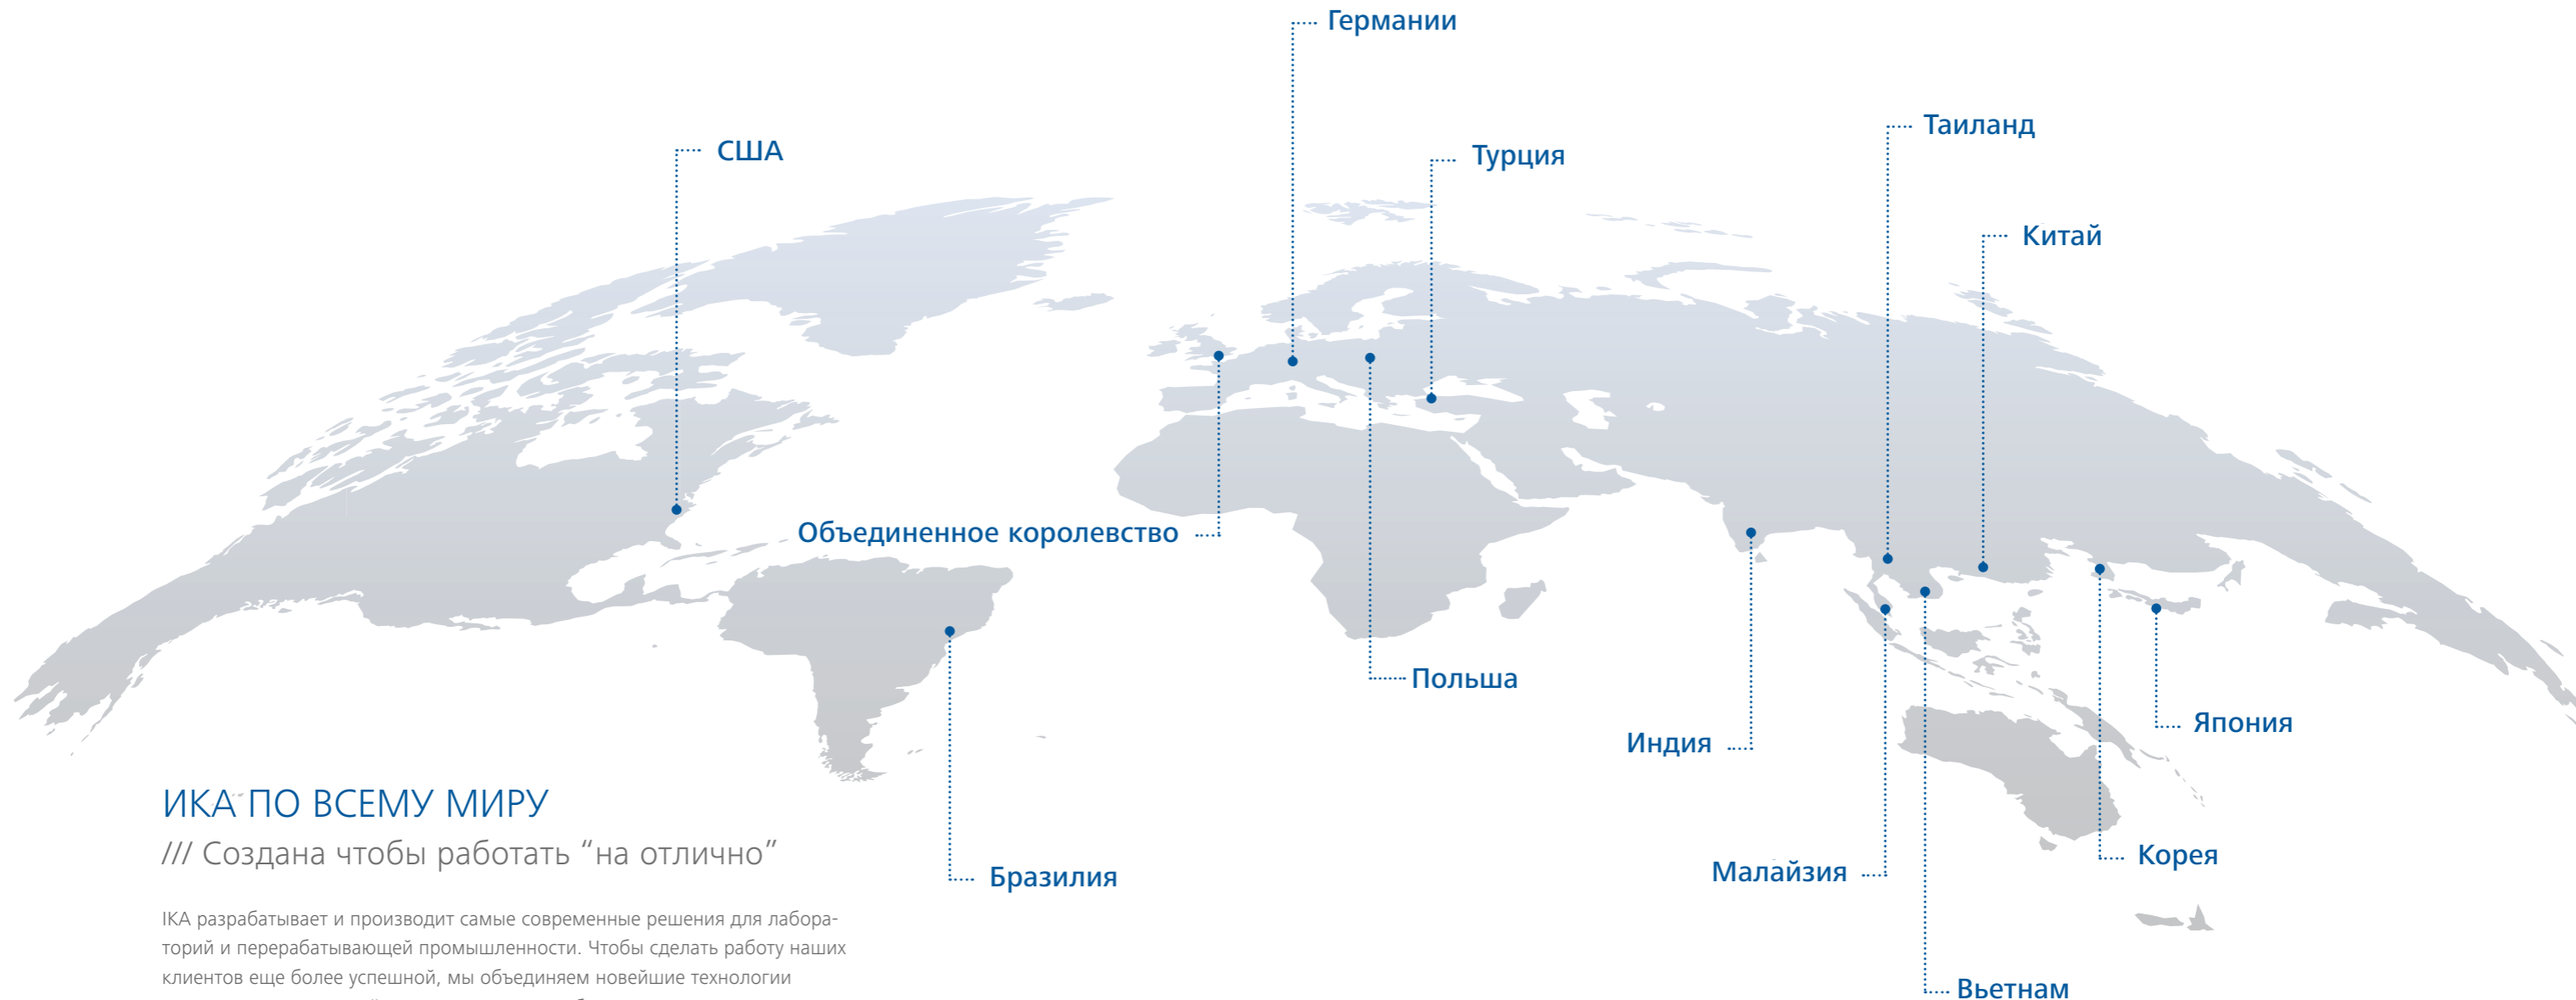 Германии
Таиланд
США
Турция
Китай
Объединенное королевство
Польша
Япония
Индия
ИКА ПО ВСЕМУ МИРУ
/// Создана чтобы работать “на отлично”
Корея
Малайзия
Бразилия
IKA разрабатывает и производит самые современные решения для лабора-
торий и перерабатывающей промышленности. Чтобы сделать работу наших
клиентов еще более успешной, мы объединяем новейшие технологии
Вьетнам